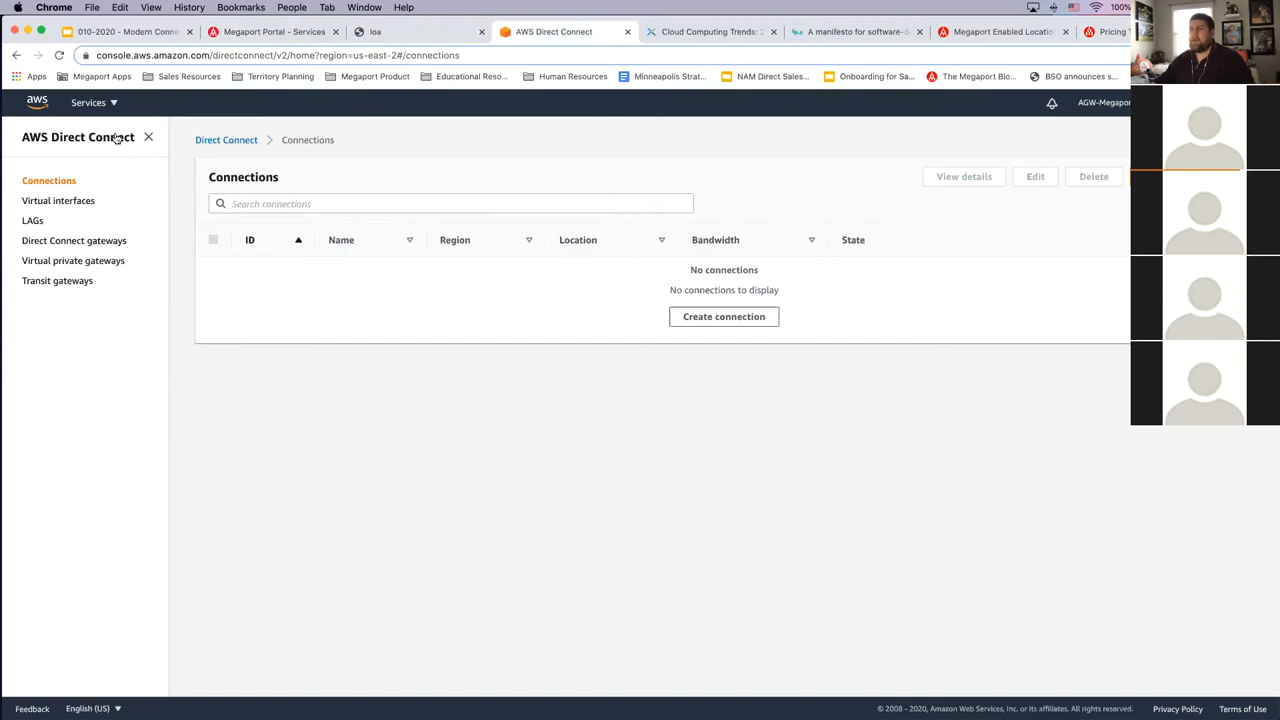 Chrome File Edit View History Bookmarks People Tab Window Help 100%
010-2020 - Modern Conne
Megaport Portal - Services
loa
AWS Direct Connect
Cloud Computing Trends: 2
A manifesto for software-d
Megaport Enabled Locatio
Pricing T
console.aws.amazon.com/directconnect/v2/home?region=us-east-2#/connections
Apps Megaport Apps Sales Resources Territory Planning Megaport Product Educational Reso... Human Resources Minneapolis Strat... NAM Direct Sales... Onboarding for Sa... The Megaport Blo... BSO announces s...
aws Services AGW-Megapor
AWS Direct Connect
Connections
Virtual interfaces
LAGs
Direct Connect gateways
Virtual private gateways
Transit gateways
Direct Connect > Connections
Connections
View details Edit Delete
Search connections
ID Name Region Location Bandwidth State
No connections
No connections to display
Create connection
Feedback English (US) © 2008 - 2020, Amazon Web Services, Inc. or its affiliates. All rights reserved. Privacy Policy Terms of Use